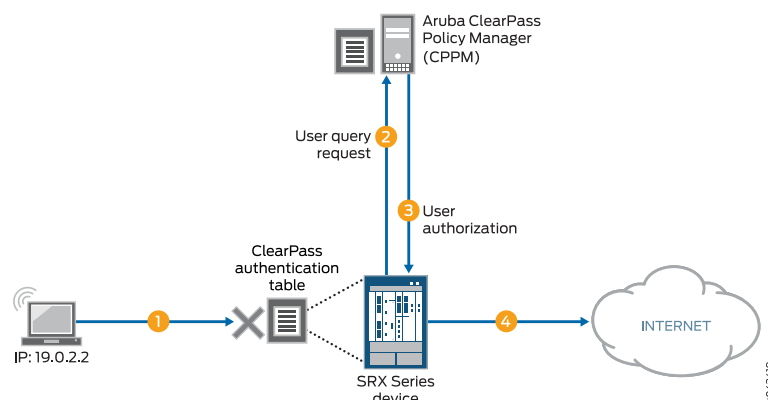 Aruba ClearPass
Policy Manager
(CPPM)
User query
request
2
3
User
authorization
ClearPass
authentication
table
1
4
INTERNET
IP: 19.0.2.2
SRX Series
device